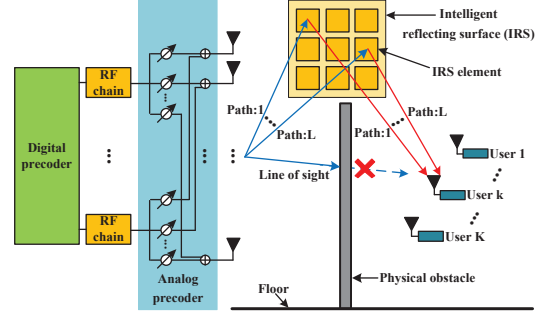 Digital
precoder
RF
chain
RF
chain
Analog
precoder
Path:1
Path:L
Line of sight
Path:1
Path:L
Intelligent
reflecting surface (IRS)
IRS element
User 1
User k
User K
Physical obstacle
Floor